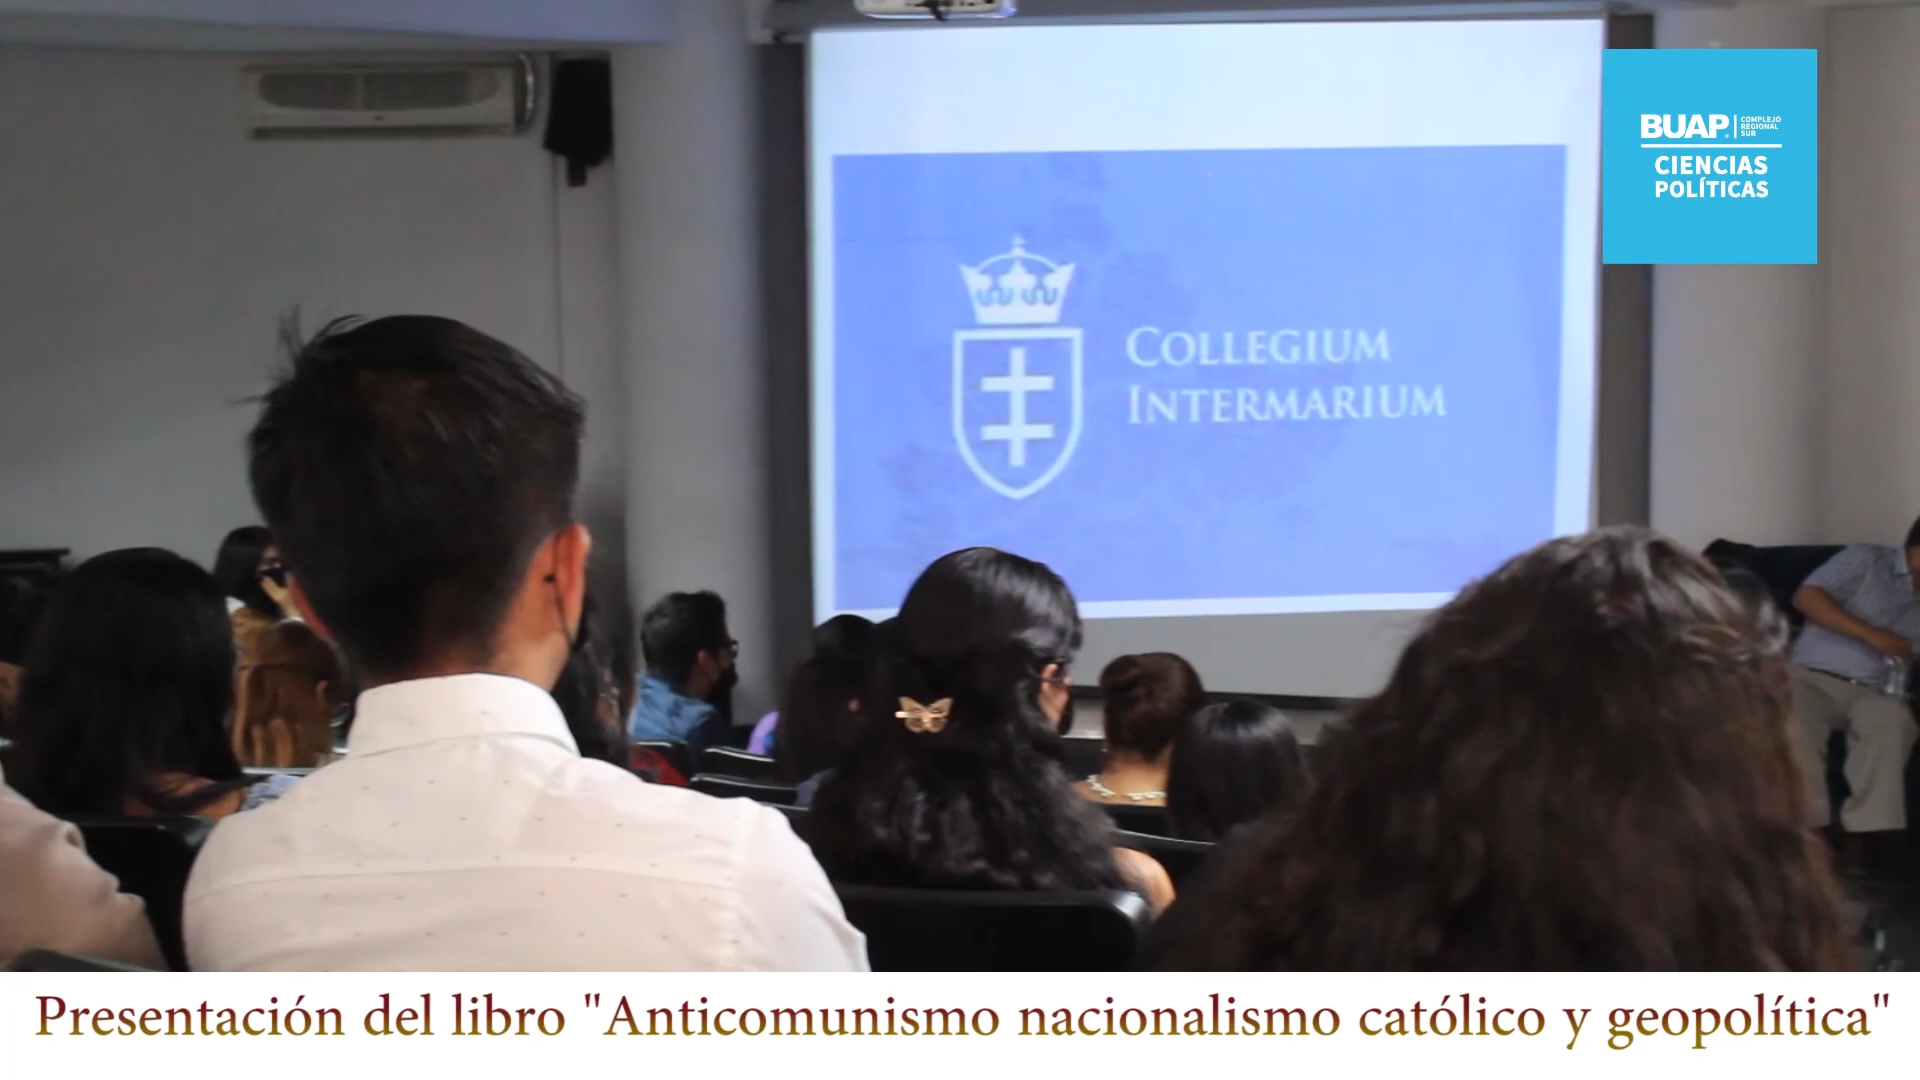 BUAP
COMPLEJO
REGIONAL
SUR
CIENCIAS
POLÍTICAS
COLLEGIUM
INTERMARIUM
Presentación del libro "Anticomunismo nacionalismo católico y geopolítica"